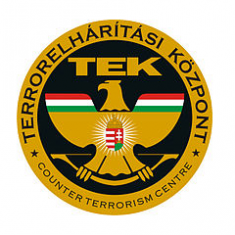 TERRORELHÁRÍTÁSI KÖZPONT
TEK
COUNTER TERRORISM CENTRE